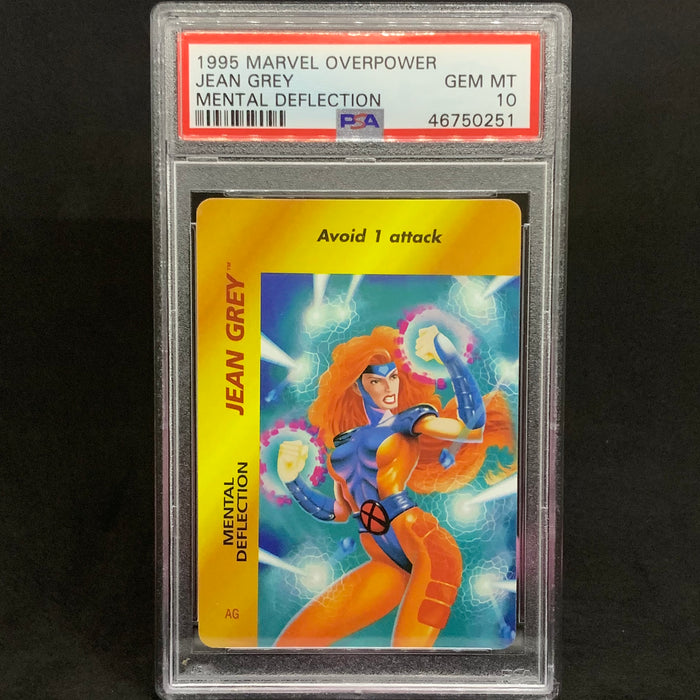 1995 MARVEL OVERPOWER
JEAN GREY GEM MT
MENTAL DEFLECTION 10
PSA 46750251
Avoid 1 attack
JEAN GREY™
MENTAL
DEFLECTION
AG